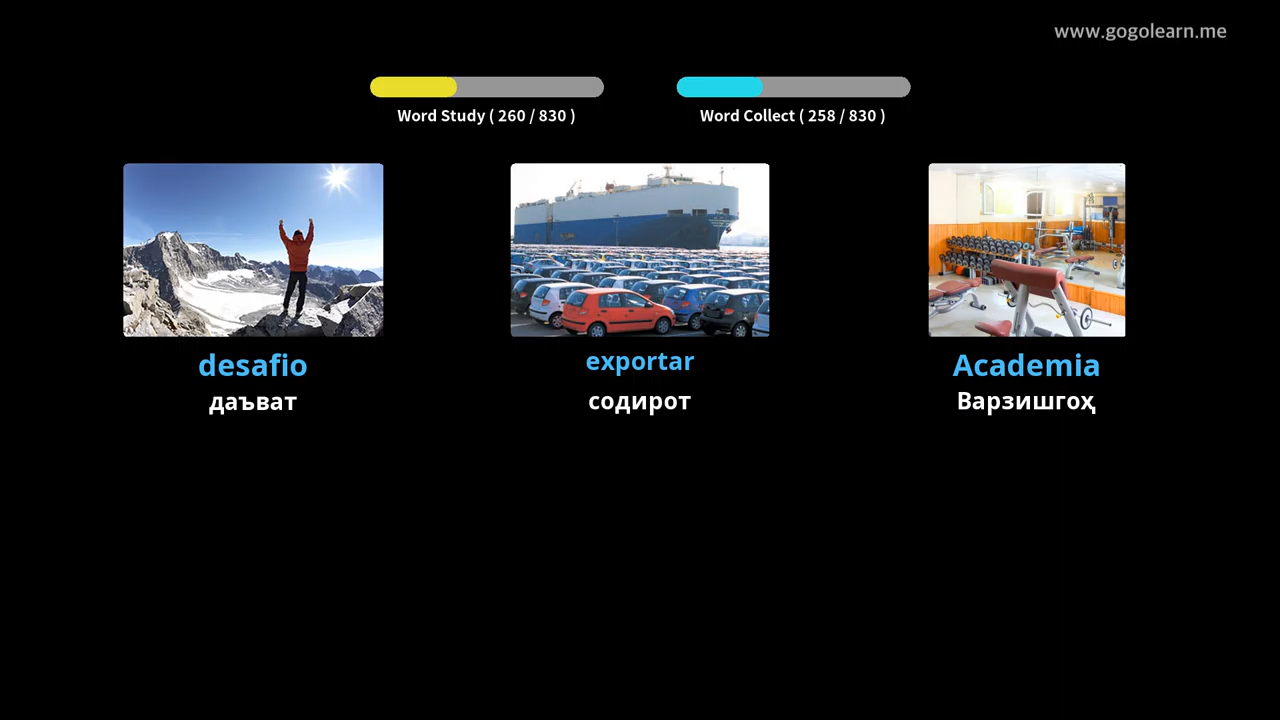 www.gogolearn.me
Word Study ( 260 / 830 )
Word Collect ( 258 / 830 )
desafio
даъват
exportar
содирот
Academia
Варзишгоҳ